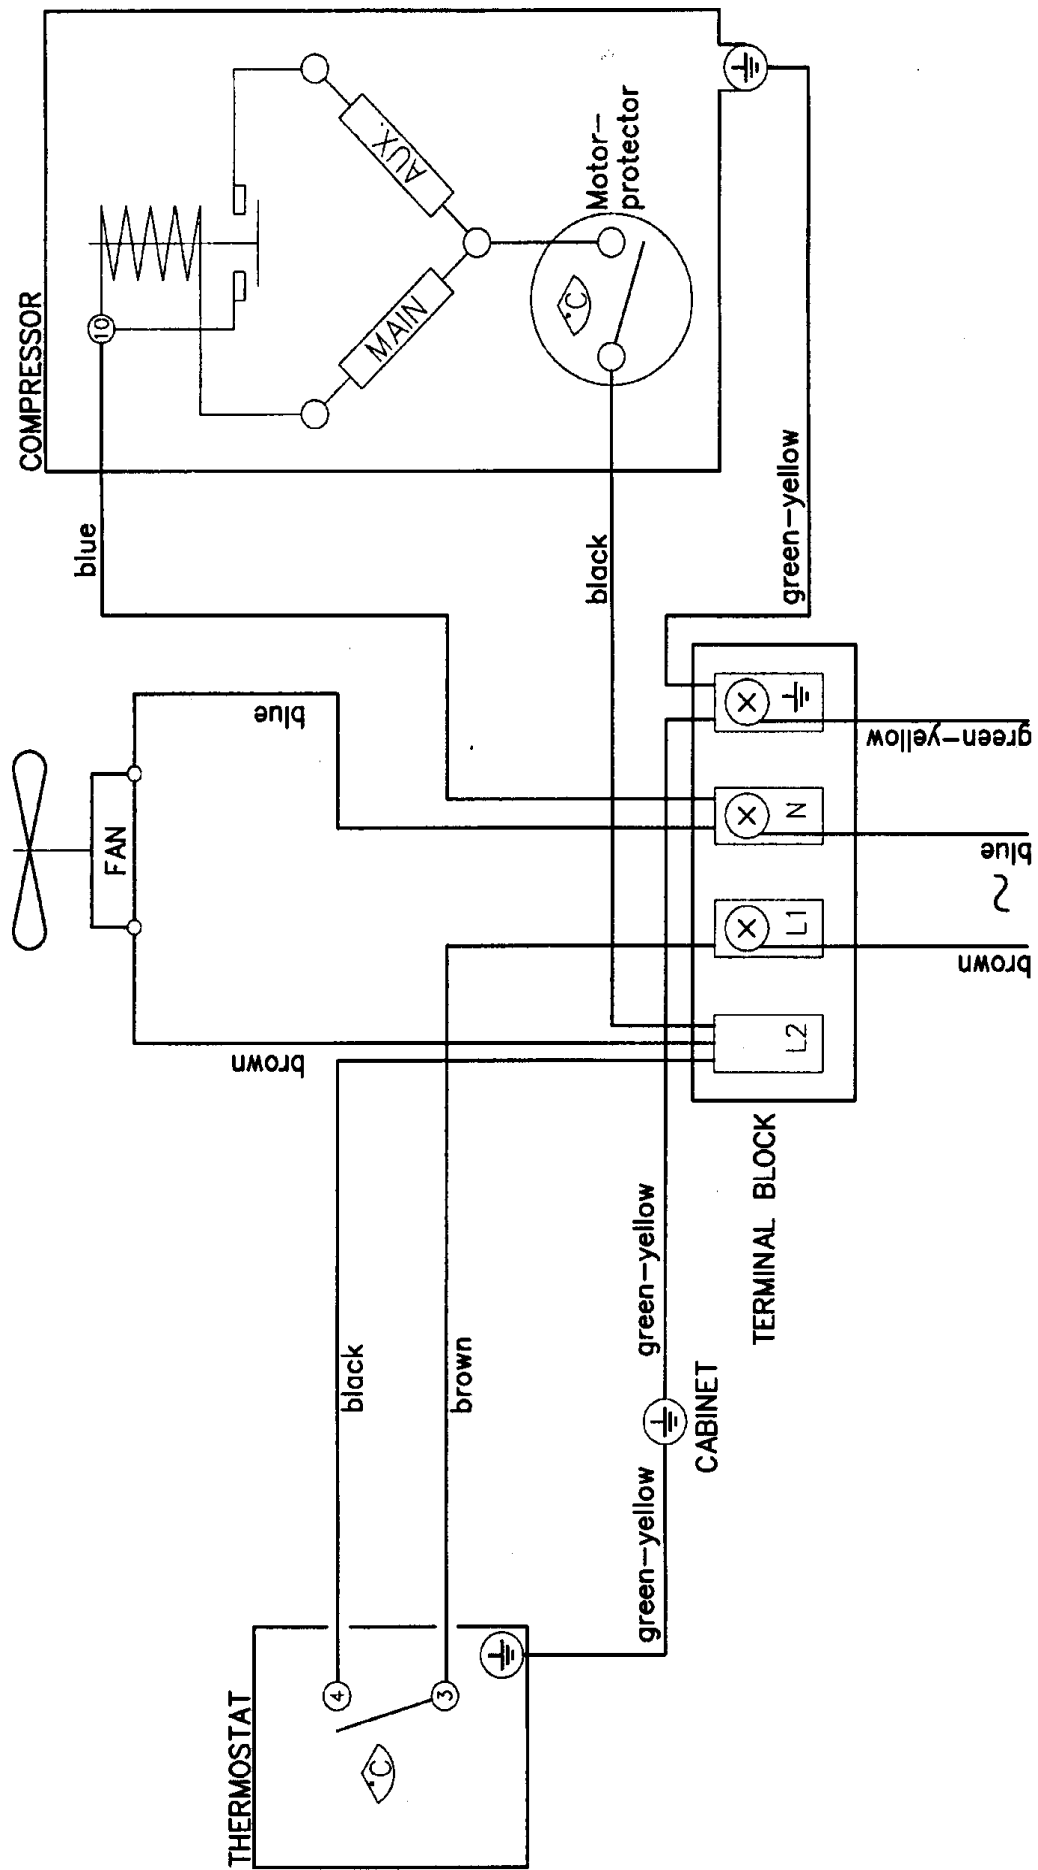 COMPRESSOR
10
AUX.
MAIN
Motor-
protector
°C
blue
black
green-yellow
FAN
blue
brown
green-yellow
blue
brown
N
L1
L2
TERMINAL BLOCK
black
brown
green-yellow
CABINET
green-yellow
THERMOSTAT
4
3
°C